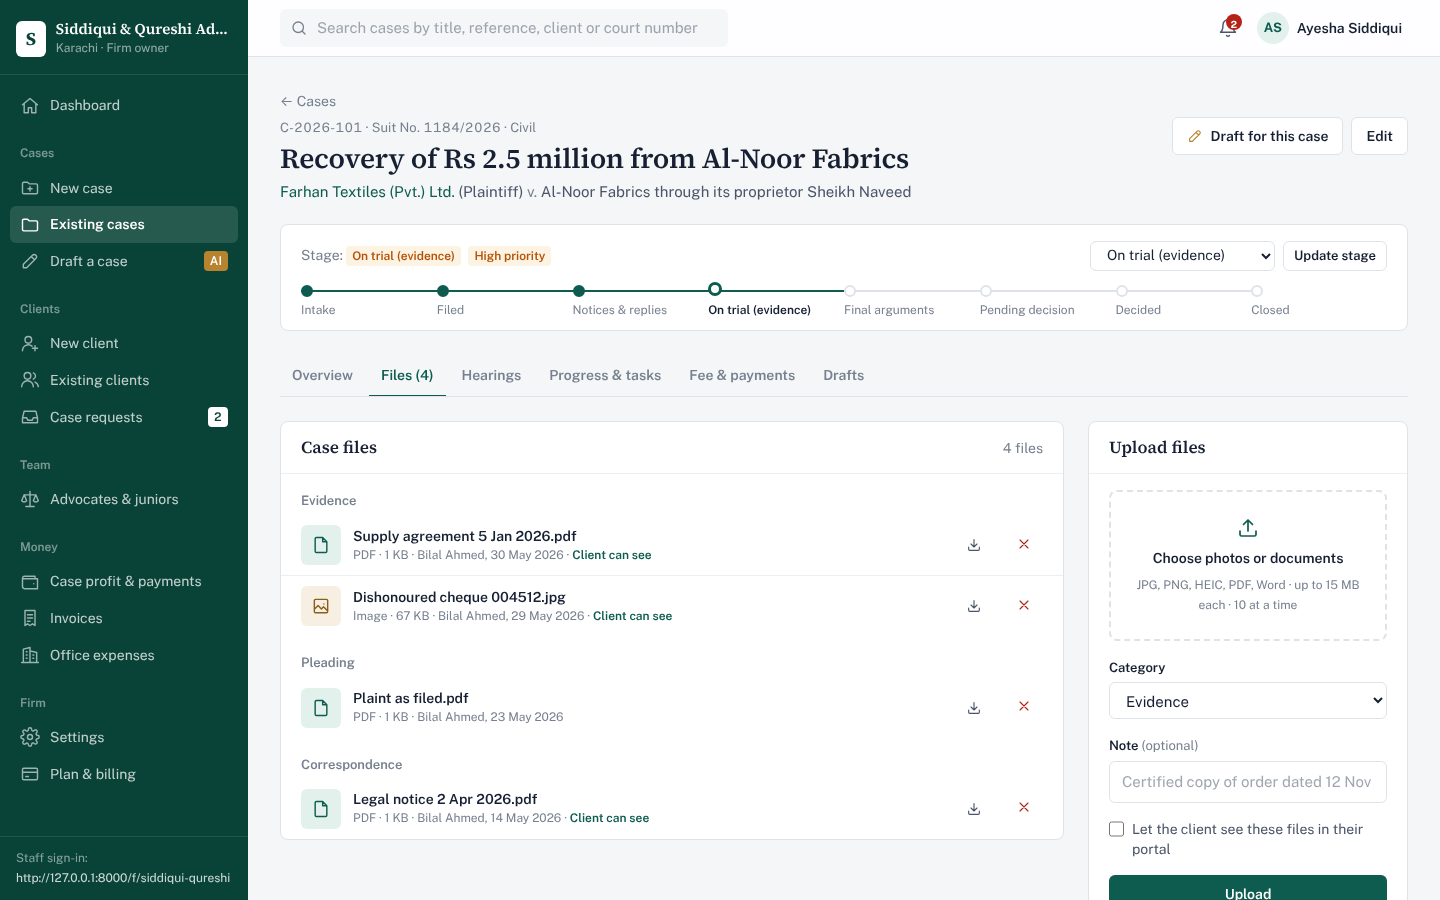 S
Siddiqui & Qureshi Ad...
Karachi · Firm owner
Dashboard
Cases
New case
Existing cases
Draft a case
AI
Clients
New client
Existing clients
Case requests
2
Team
Advocates & juniors
Money
Case profit & payments
Invoices
Office expenses
Firm
Settings
Plan & billing
Staff sign-in:
http://127.0.0.1:8000/f/siddiqui-qureshi
Search cases by title, reference, client or court number
2
AS
Ayesha Siddiqui
← Cases
C-2026-101 · Suit No. 1184/2026 · Civil
Recovery of Rs 2.5 million from Al-Noor Fabrics
Farhan Textiles (Pvt.) Ltd. (Plaintiff) v. Al-Noor Fabrics through its proprietor Sheikh Naveed
Draft for this case
Edit
Stage: On trial (evidence) High priority
On trial (evidence)
Update stage
Intake
Filed
Notices & replies
On trial (evidence)
Final arguments
Pending decision
Decided
Closed
Overview
Files (4)
Hearings
Progress & tasks
Fee & payments
Drafts
Case files
4 files
Evidence
Supply agreement 5 Jan 2026.pdf
PDF · 1 KB · Bilal Ahmed, 30 May 2026 · Client can see
Dishonoured cheque 004512.jpg
Image · 67 KB · Bilal Ahmed, 29 May 2026 · Client can see
Pleading
Plaint as filed.pdf
PDF · 1 KB · Bilal Ahmed, 23 May 2026
Correspondence
Legal notice 2 Apr 2026.pdf
PDF · 1 KB · Bilal Ahmed, 14 May 2026 · Client can see
Upload files
Choose photos or documents
JPG, PNG, HEIC, PDF, Word · up to 15 MB
each · 10 at a time
Category
Evidence
Note (optional)
Certified copy of order dated 12 Nov
Let the client see these files in their
portal
Upload